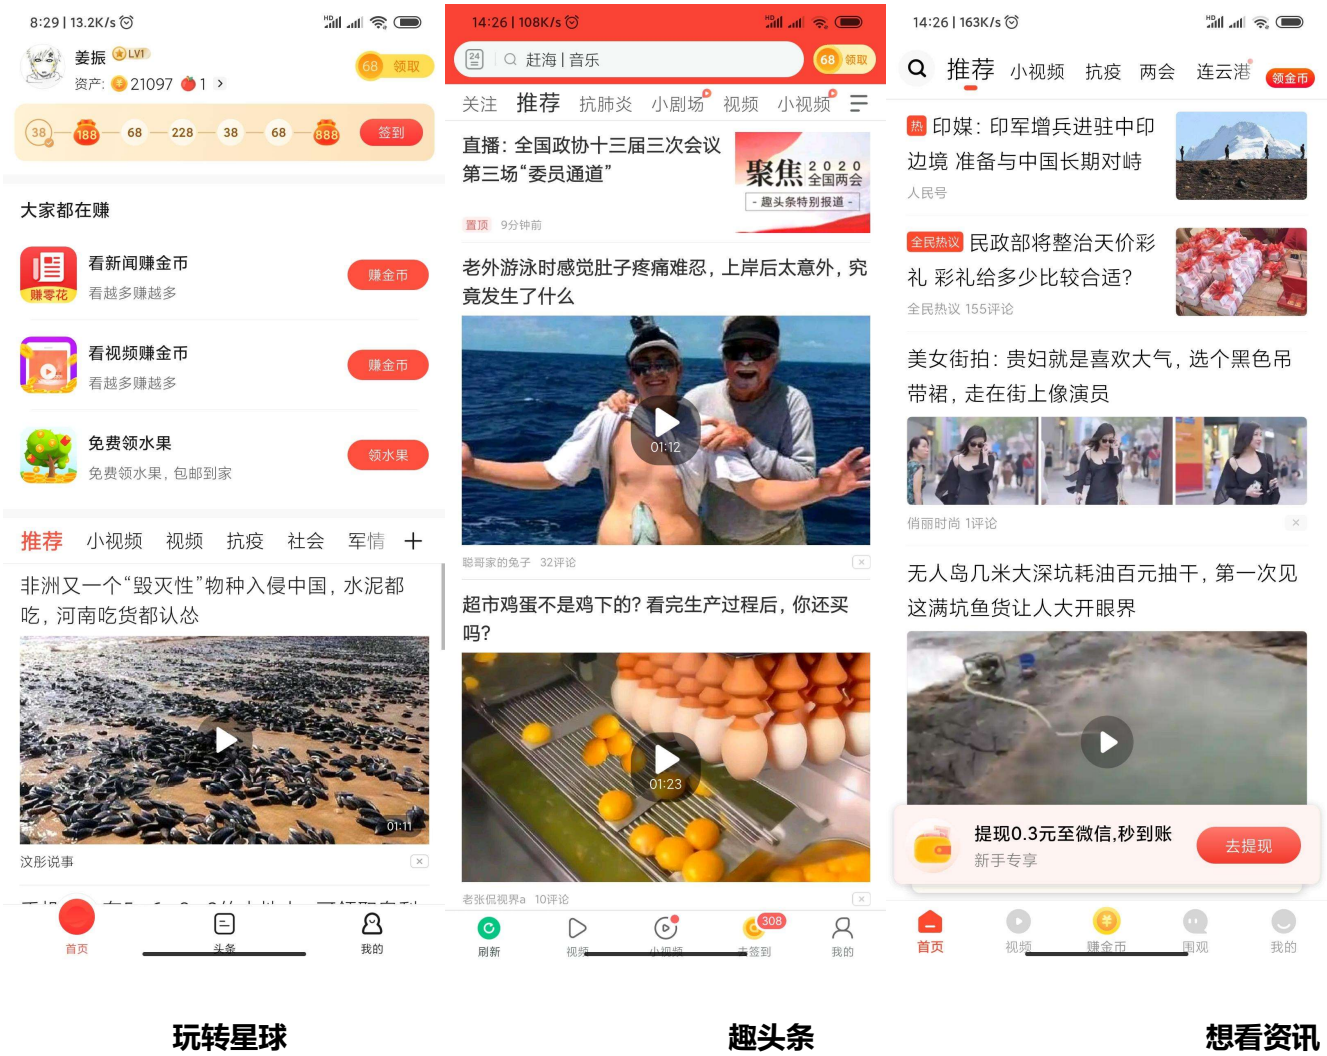 8:29 | 13.2K/s
姜振 LV1
资产: 21097 1 >
68 领取
38 188 68 228 38 68 888 签到
大家都在赚
赚零花
看新闻赚金币
看越多赚越多
赚金币
看视频赚金币
看越多赚越多
赚金币
免费领水果
免费领水果，包邮到家
领水果
推荐 小视频 视频 抗疫 社会 军情 +
非洲又一个“毁灭性”物种入侵中国，水泥都
吃，河南吃货都认怂
01:11
汶彤说事
首页 头条 我的
玩转星球
14:26 | 108K/s
24 赶海 | 音乐
68 领取
关注 推荐 抗肺炎 小剧场 视频 小视频
直播：全国政协十三届三次会议
第三场“委员通道”
置顶 9分钟前
聚焦 2020
全国两会
- 趣头条特别报道 -
老外游泳时感觉肚子疼痛难忍，上岸后太意外，究
竟发生了什么
01:12
聪哥家的兔子 32评论
超市鸡蛋不是鸡下的？看完生产过程后，你还买
吗？
01:23
老张侃视界a 10评论
308
刷新 视频 小视频 去签到 我的
趣头条
14:26 | 163K/s
推荐 小视频 抗疫 两会 连云港 领金币
热 印媒：印军增兵进驻中印
边境 准备与中国长期对峙
人民号
全民热议 民政部将整治天价彩
礼 彩礼给多少比较合适？
全民热议 155评论
美女街拍：贵妇就是喜欢大气，选个黑色吊
带裙，走在街上像演员
俏丽时尚 1评论
无人岛几米大深坑耗油百元抽干，第一次见
这满坑鱼货让人大开眼界
提现0.3元至微信,秒到账
新手专享
去提现
首页 视频 赚金币 围观 我的
想看资讯